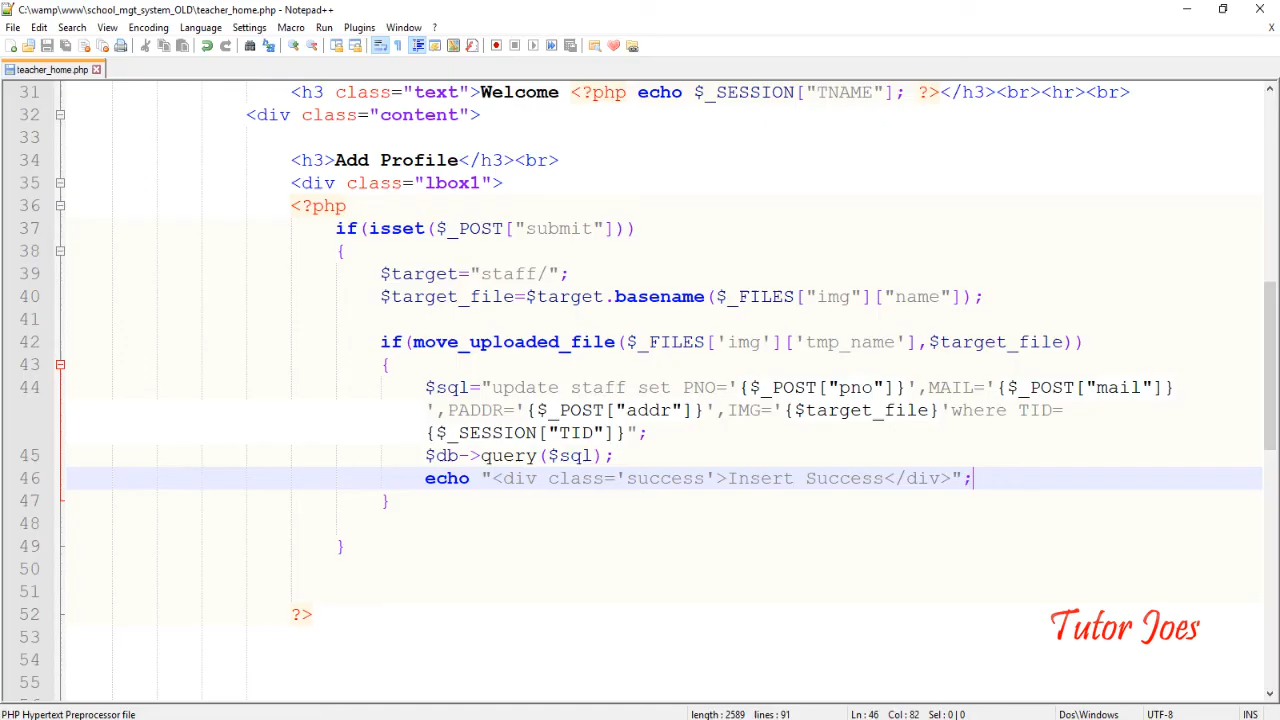 C:\wamp\www\school_mgt_system_OLD\teacher_home.php - Notepad++
File Edit Search View Encoding Language Settings Macro Run Plugins Window ?
X
teacher_home.php
31 <h3 class="text">Welcome <?php echo $_SESSION["TNAME"]; ?></h3><br><hr><br>
32 <div class="content">
33
34 <h3>Add Profile</h3><br>
35 <div class="lbox1">
36 <?php
37 if(isset($_POST["submit"]))
38 {
39 $target="staff/";
40 $target_file=$target.basename($_FILES["img"]["name"]);
41
42 if(move_uploaded_file($_FILES['img']['tmp_name'],$target_file))
43 {
44 $sql="update staff set PNO='{$_POST["pno"]}',MAIL='{$_POST["mail"]}
',PADDR='{$_POST["addr"]}',IMG='{$target_file}'where TID=
{$_SESSION["TID"]}";
45 $db->query($sql);
46 echo "<div class='success'>Insert Success</div>";
47 }
48
49 }
50
51
52 ?>
53
54
55
Tutor Joes
PHP Hypertext Preprocessor file length : 2589 lines : 91 Ln : 46 Col : 82 Sel : 0 | 0 Dos\Windows UTF-8 INS